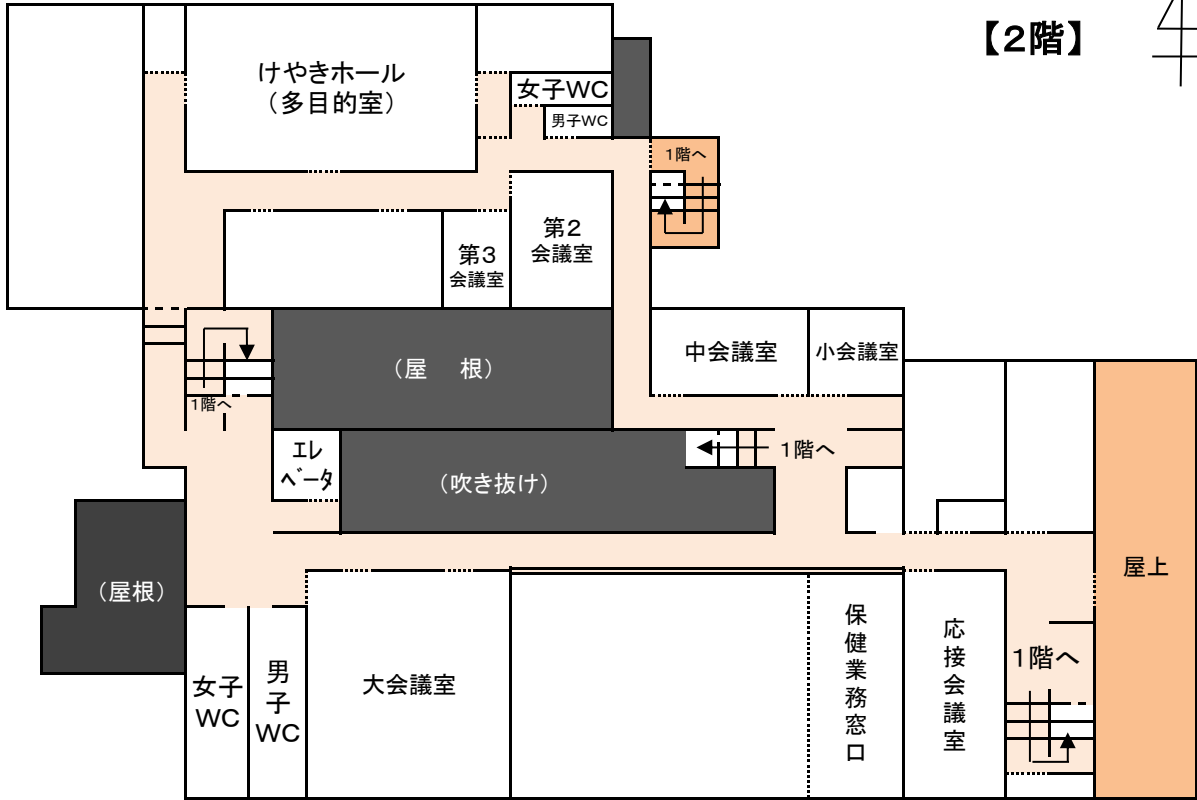 【2階】
けやきホール
（多目的室）
女子WC
男子WC
1階へ
第2
会議室
第3
会議室
（屋　根）
中会議室
小会議室
1階へ
エレ
ベータ
（吹き抜け）
1階へ
（屋根）
屋上
女子
WC
男
子
WC
大会議室
保
健
業
務
窓
口
応
接
会
議
室
1階へ